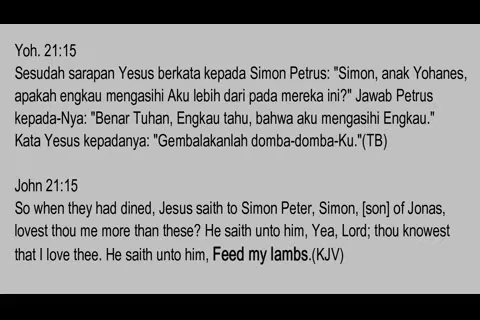 Yoh. 21:15
Sesudah sarapan Yesus berkata kepada Simon Petrus: "Simon, anak Yohanes,
apakah engkau mengasihi Aku lebih dari pada mereka ini?" Jawab Petrus
kepada-Nya: "Benar Tuhan, Engkau tahu, bahwa aku mengasihi Engkau."
Kata Yesus kepadanya: "Gembalakanlah domba-domba-Ku."(TB)
John 21:15
So when they had dined, Jesus saith to Simon Peter, Simon, [son] of Jonas,
lovest thou me more than these? He saith unto him, Yea, Lord; thou knowest
that I love thee. He saith unto him, Feed my lambs.(KJV)